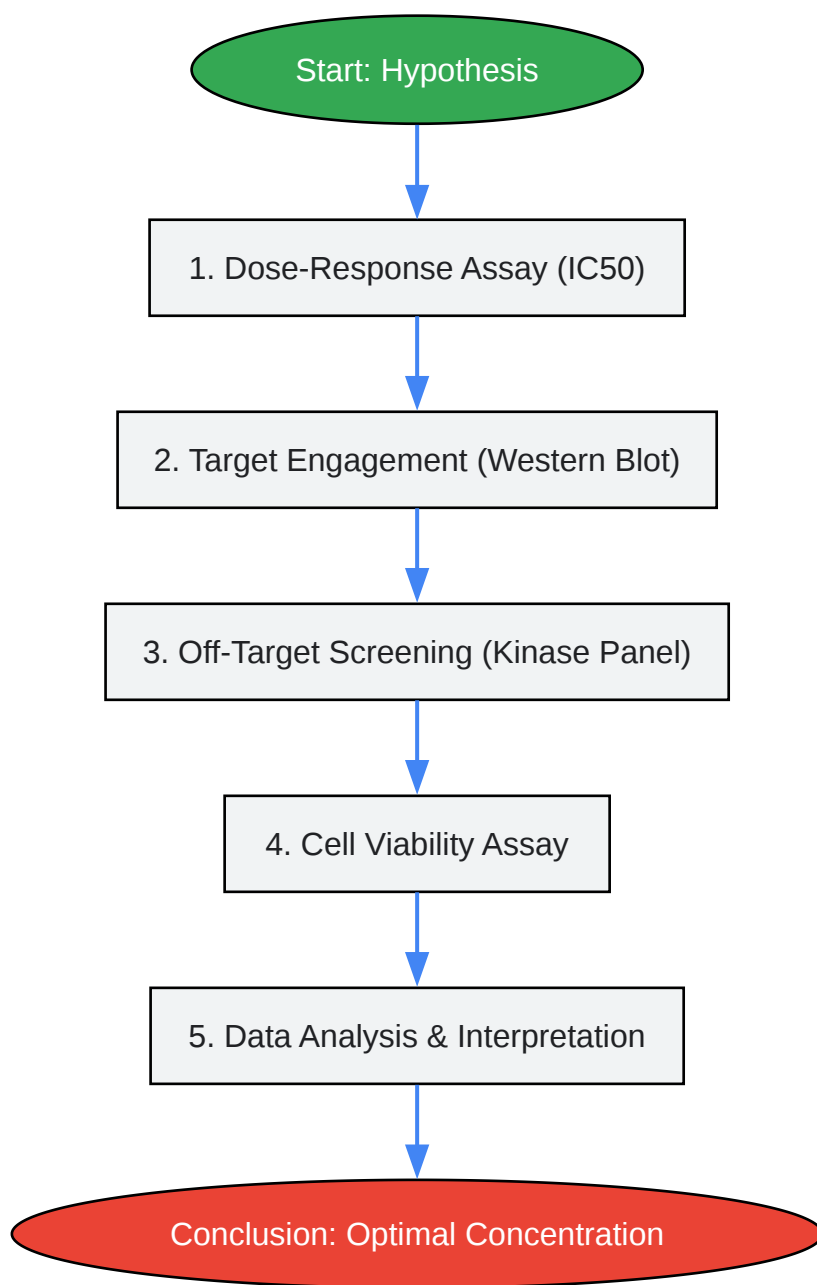 Start: Hypothesis
1. Dose-Response Assay (IC50)
2. Target Engagement (Western Blot)
3. Off-Target Screening (Kinase Panel)
4. Cell Viability Assay
5. Data Analysis & Interpretation
Conclusion: Optimal Concentration